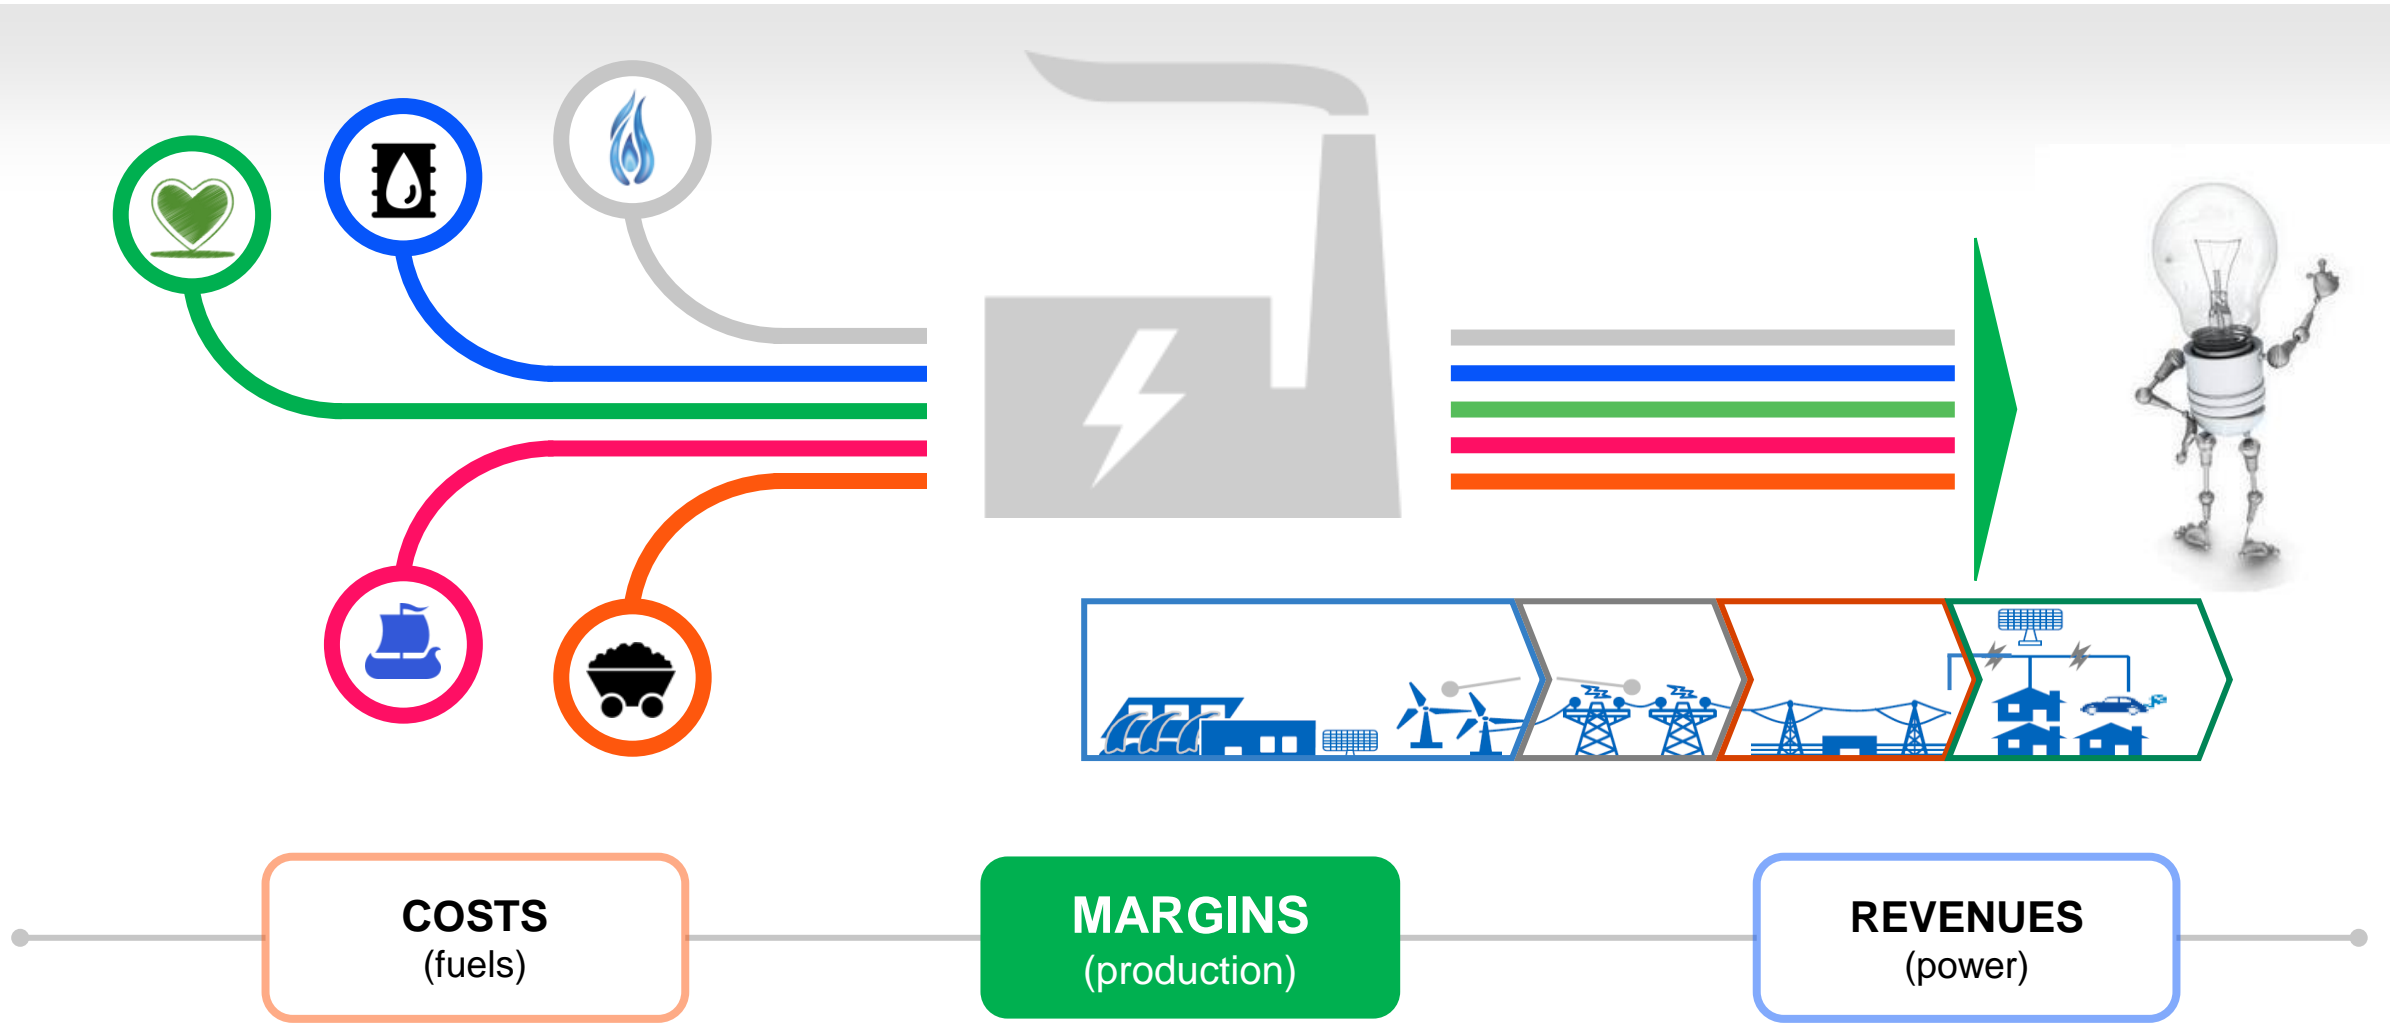 COSTS
(fuels)
MARGINS
(production)
REVENUES
(power)